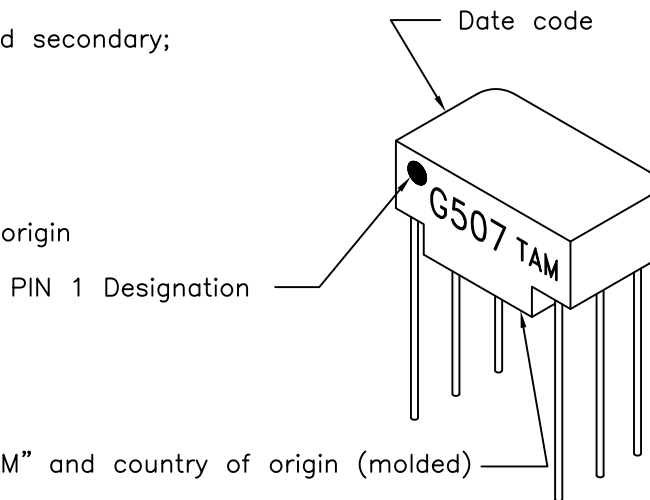 Date code
d secondary;
G507 TAM
origin
PIN 1 Designation
M” and country of origin (molded)